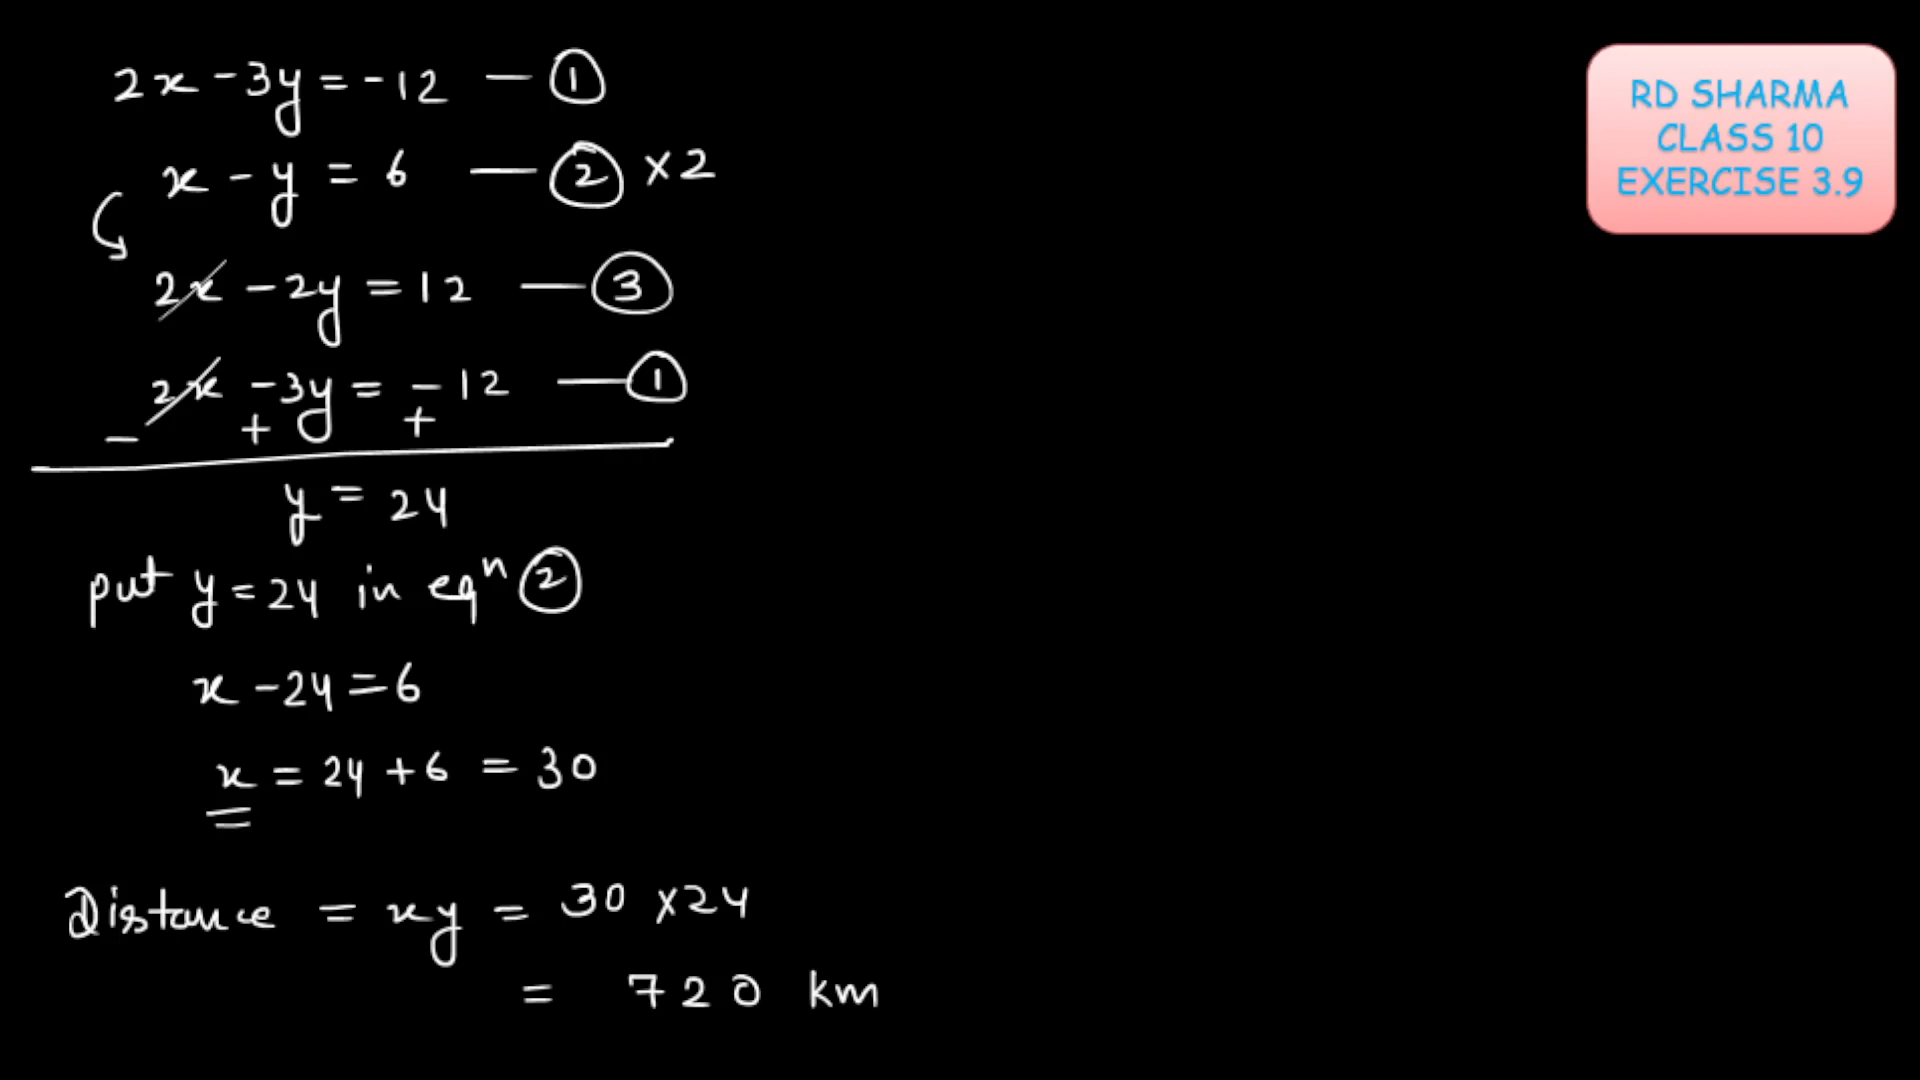 2x - 3y = -12 — ①
x - y = 6 — ② ×2
2x - 2y = 12 — ③
2x - 3y = -12 — ①
- + +
y = 24
put y = 24 in eqⁿ ②
x - 24 = 6
x = 24 + 6 = 30
Distance = xy = 30 × 24
= 720 km
RD SHARMA
CLASS 10
EXERCISE 3.9